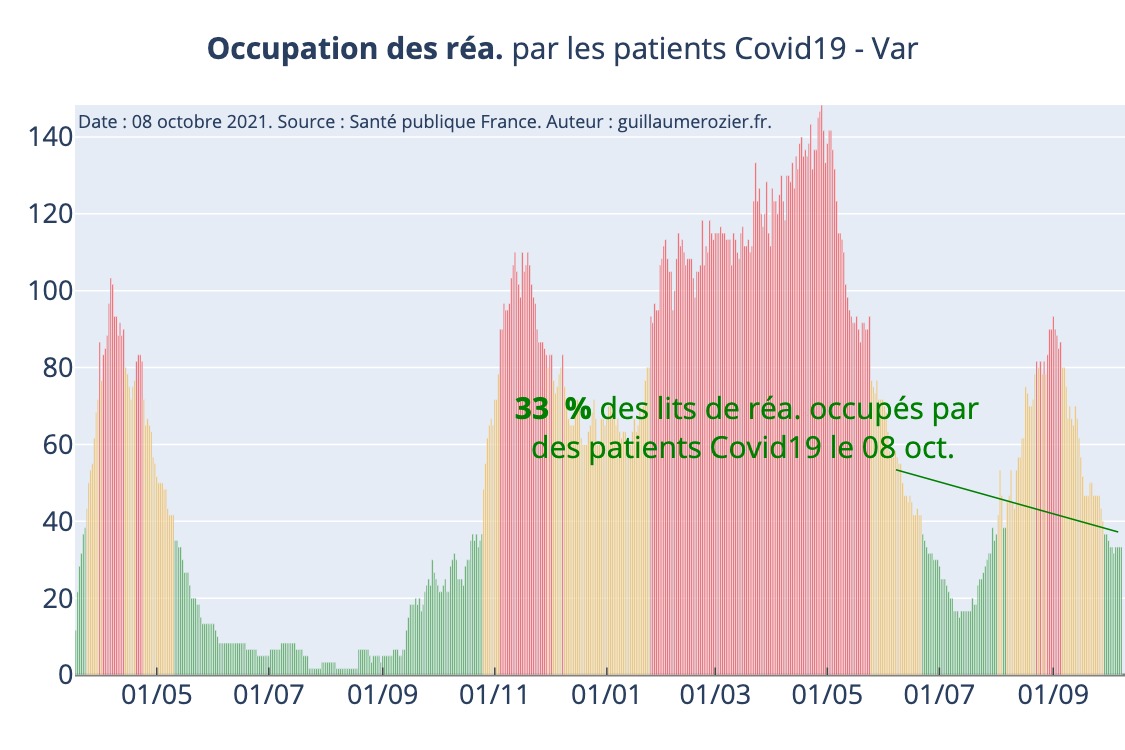 Occupation des réa. par les patients Covid19 - Var
Date : 08 octobre 2021. Source : Santé publique France. Auteur : guillaumerozier.fr.
140
120
100
80
60
40
20
0
33 % des lits de réa. occupés par
des patients Covid19 le 08 oct.
01/05 01/07 01/09 01/11 01/01 01/03 01/05 01/07 01/09